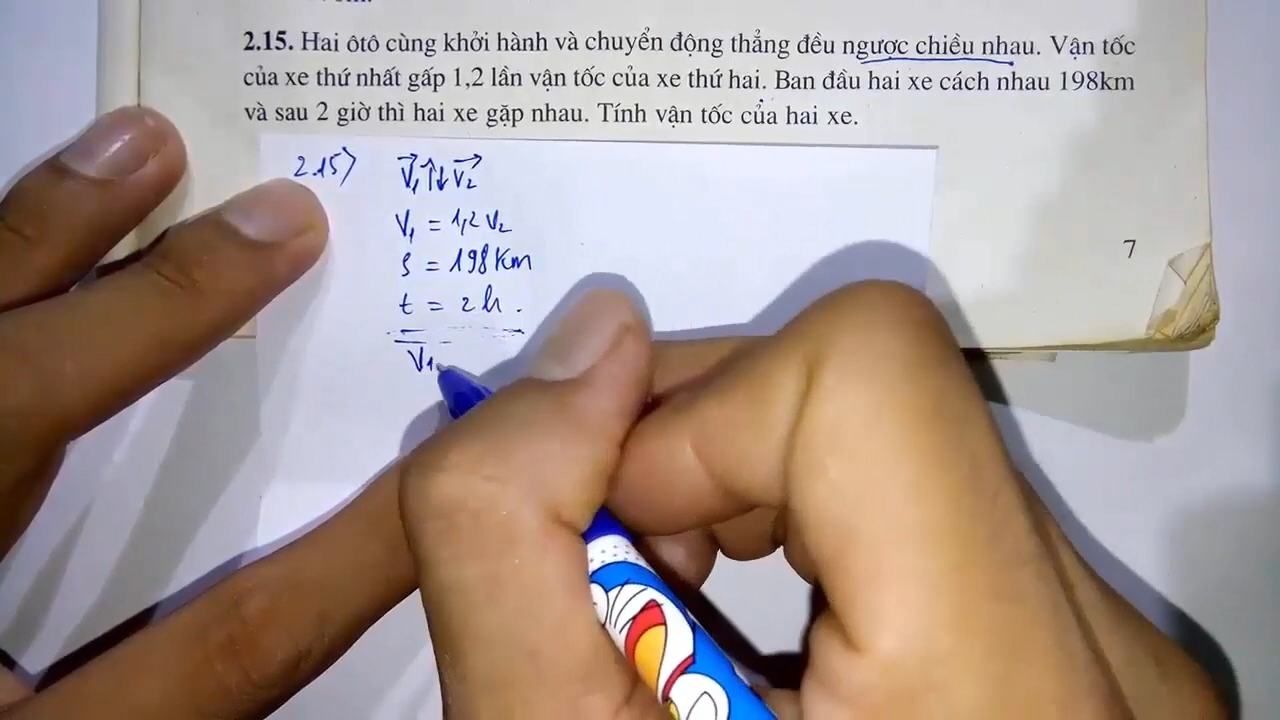 2.15. Hai ôtô cùng khởi hành và chuyển động thẳng đều ngược chiều nhau. Vận tốc
của xe thứ nhất gấp 1,2 lần vận tốc của xe thứ hai. Ban đầu hai xe cách nhau 198km
và sau 2 giờ thì hai xe gặp nhau. Tính vận tốc của hai xe.
2.15) V₁↑↓V₂
V₁ = 1,2 V₂
7
S = 198 Km
t = 2h.
V₁